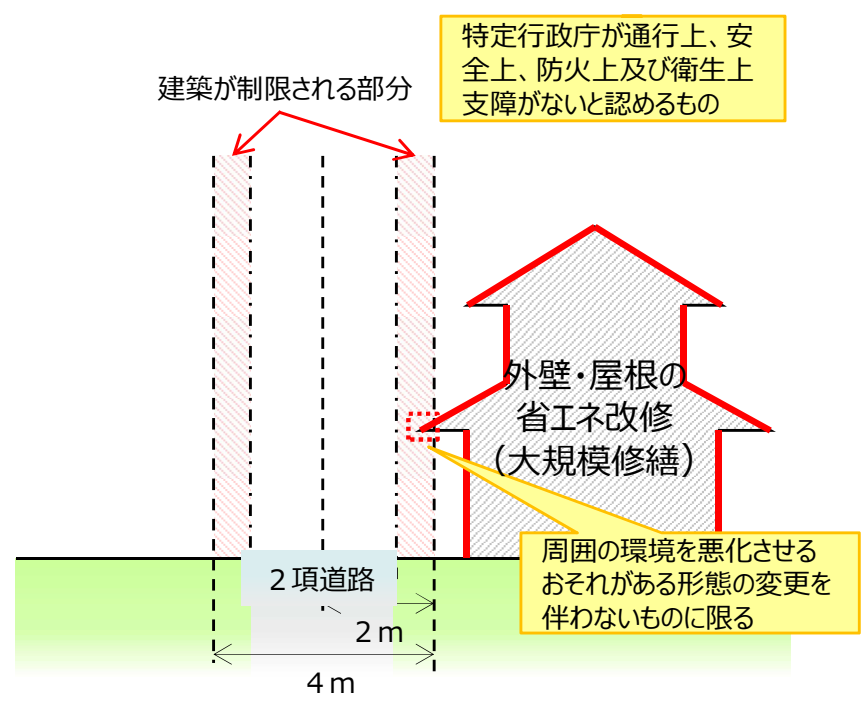 特定行政庁が通行上、安
全上、防火上及び衛生上
支障がないと認めるもの
建築が制限される部分
外壁・屋根の
省エネ改修
（大規模修繕）
周囲の環境を悪化させる
おそれがある形態の変更を
伴わないものに限る
２項道路
２ｍ
４ｍ